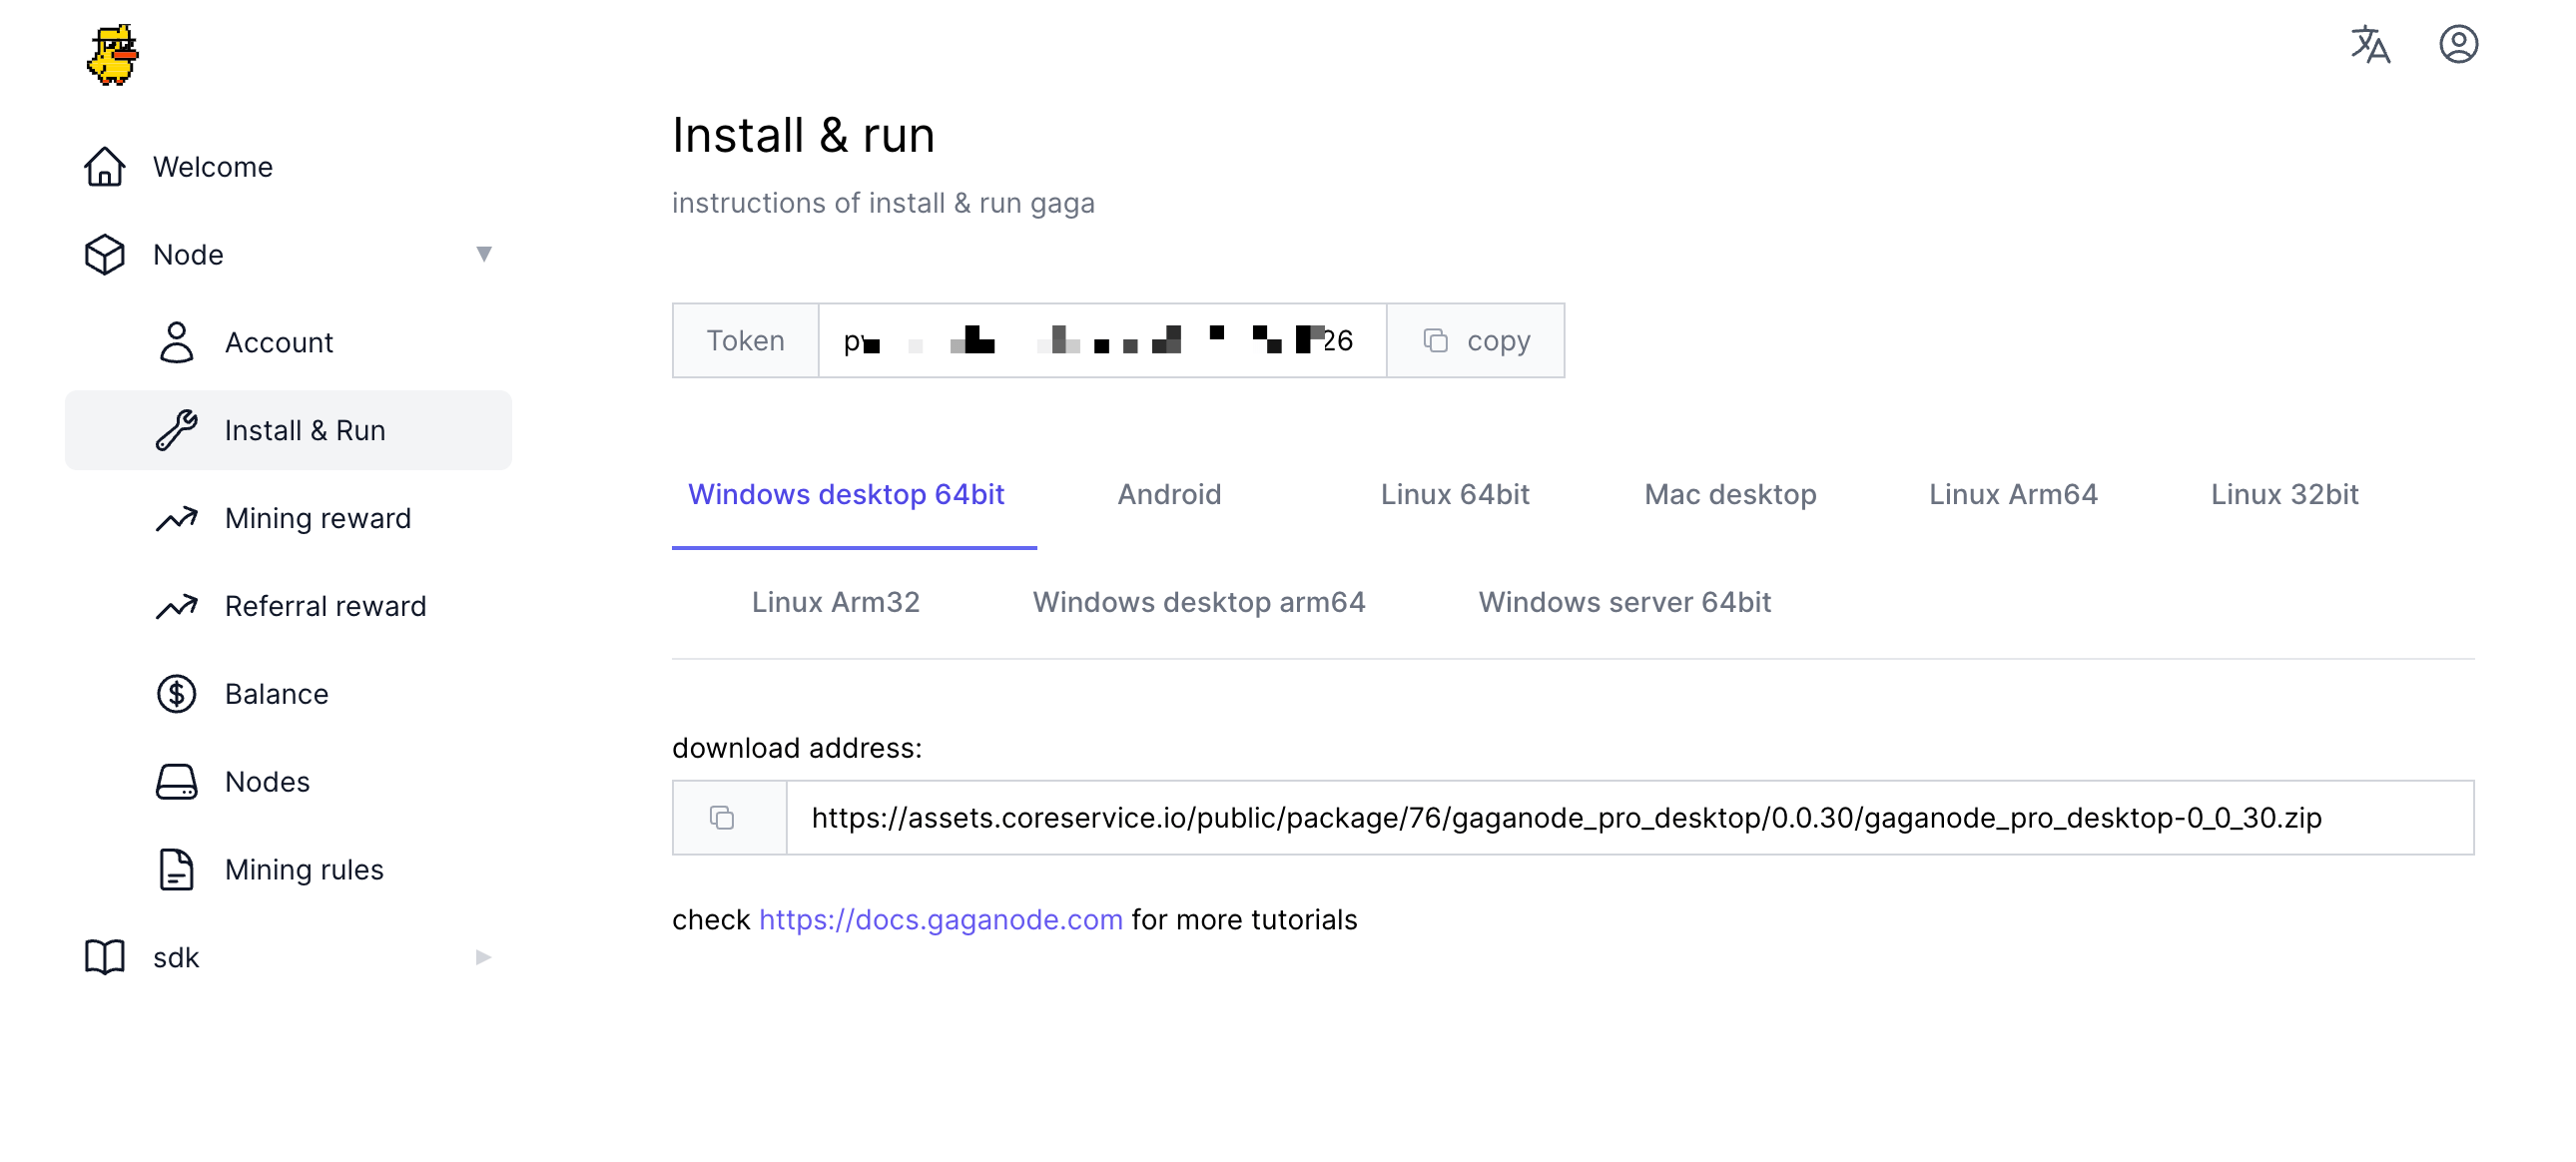 Welcome
Node
Account
Install & Run
Mining reward
Referral reward
Balance
Nodes
Mining rules
sdk
Install & run
instructions of install & run gaga
Token 26 copy
Windows desktop 64bit Android Linux 64bit Mac desktop Linux Arm64 Linux 32bit
Linux Arm32 Windows desktop arm64 Windows server 64bit
download address:
https://assets.coreservice.io/public/package/76/gaganode_pro_desktop/0.0.30/gaganode_pro_desktop-0_0_30.zip
check https://docs.gaganode.com for more tutorials